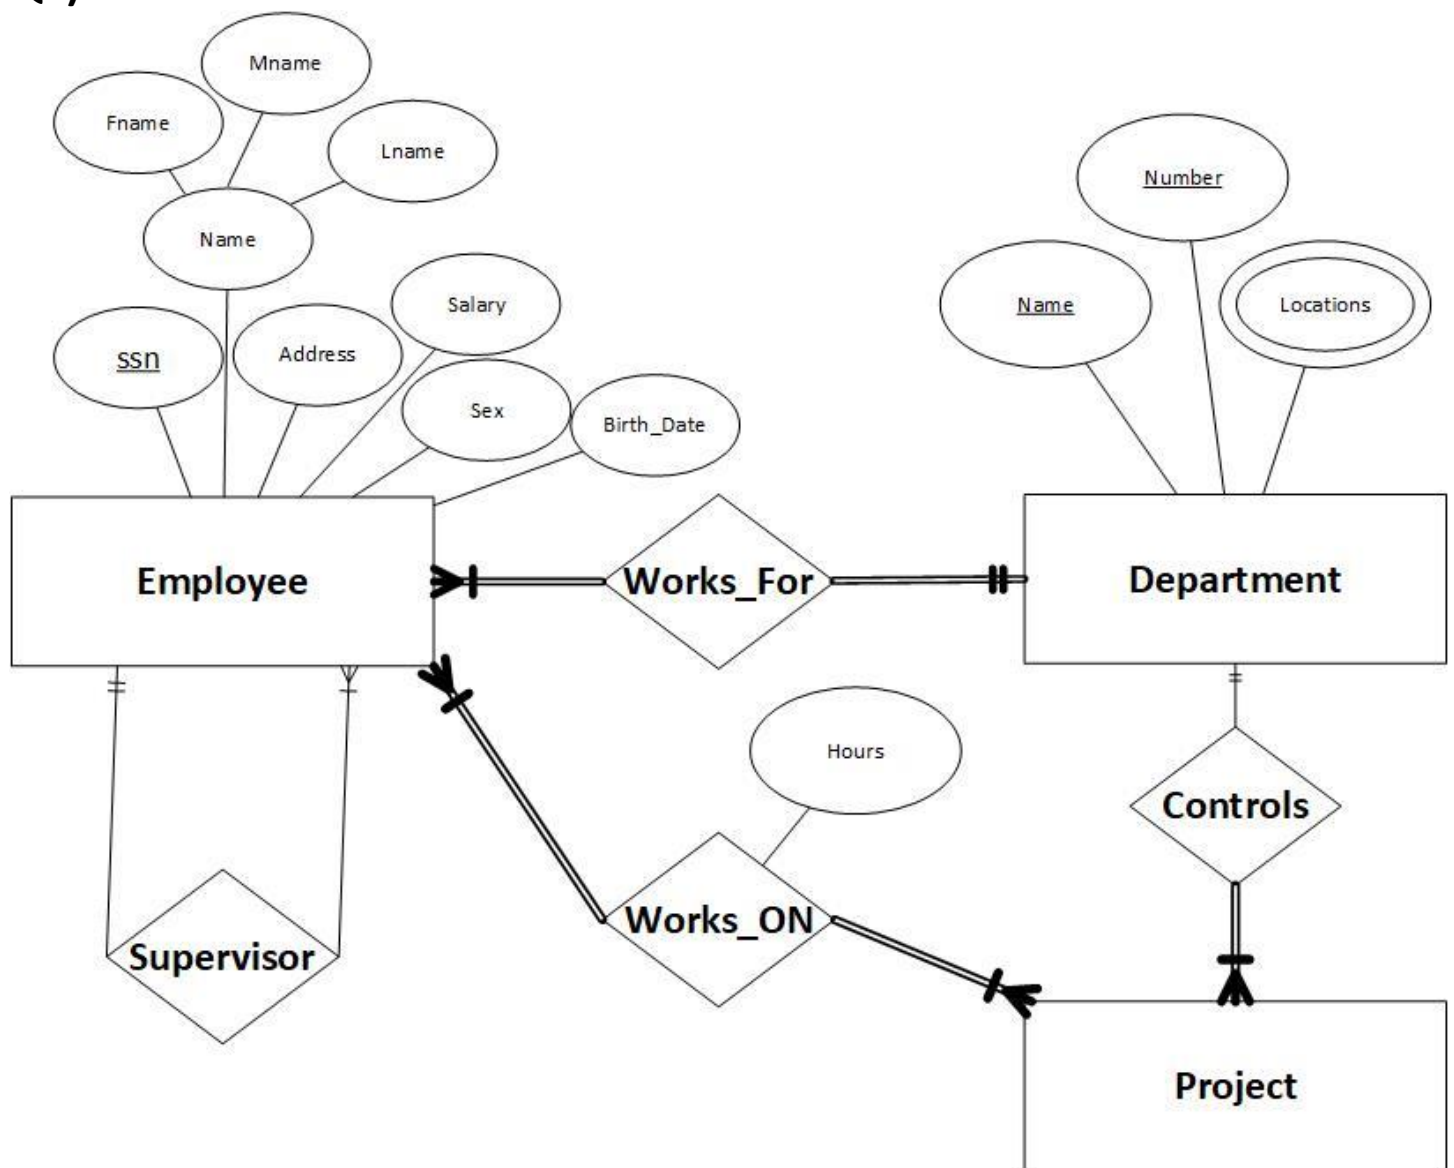 Mname
Fname
Lname
Name
Number
Name
Locations
Salary
ssn
Address
Sex
Birth_Date
Employee
Works_For
Department
Hours
Controls
Works_ON
Supervisor
Project